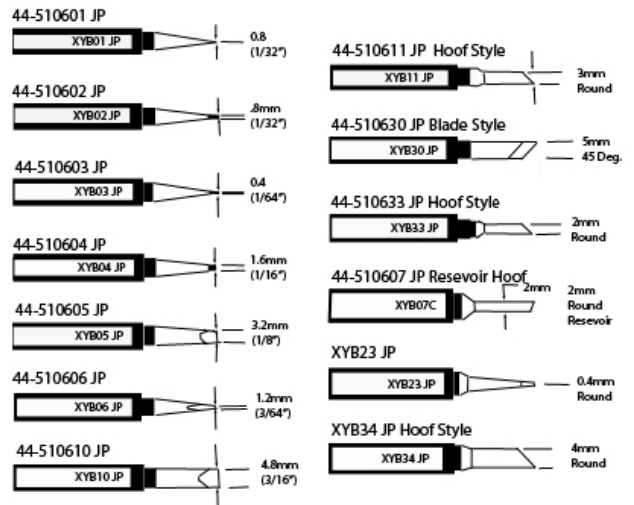 44-510601 JP
XYB01 JP
0.8
(1/32")
44-510602 JP
XYB02 JP
.8mm
(1/32")
44-510603 JP
XYB03 JP
0.4
(1/64")
44-510604 JP
XYB04 JP
1.6mm
(1/16")
44-510605 JP
XYB05 JP
3.2mm
(1/8")
44-510606 JP
XYB06 JP
1.2mm
(3/64")
44-510610 JP
XYB10 JP
4.8mm
(3/16")
44-510611 JP Hoof Style
XYB11 JP
3mm
Round
44-510630 JP Blade Style
XYB30 JP
5mm
45 Deg.
44-510633 JP Hoof Style
XYB33 JP
2mm
Round
44-510607 JP Resevoir Hoof
XYB07C
2mm
2mm
Round
Resevoir
XYB23 JP
XYB23 JP
0.4mm
Round
XYB34 JP Hoof Style
XYB34 JP
4mm
Round